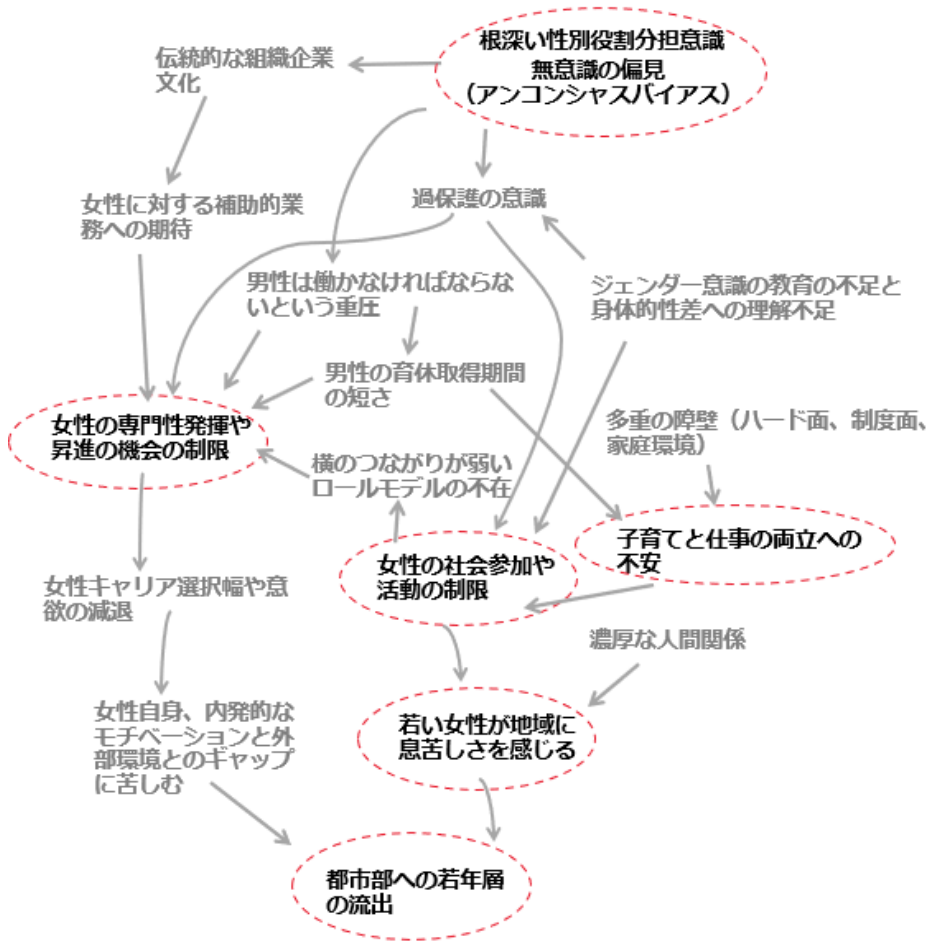 根深い性別役割分担意識
無意識の偏見
（アンコンシャスバイアス）
伝統的な組織企業
文化
女性に対する補助的業
務への期待
過保護の意識
男性は働かなければならな
いという重圧
ジェンダー意識の教育の不足と
身体的性差への理解不足
男性の育休取得期間
の短さ
女性の専門性発揮や
昇進の機会の制限
多重の障壁（ハード面、制度面、
家庭環境）
横のつながりが弱い
ロールモデルの不在
子育てと仕事の両立への
不安
女性の社会参加や
活動の制限
女性キャリア選択幅や意
欲の減退
濃厚な人間関係
女性自身、内発的な
モチベーションと外
部環境とのギャップ
に苦しむ
若い女性が地域に
息苦しさを感じる
都市部への若年層
の流出